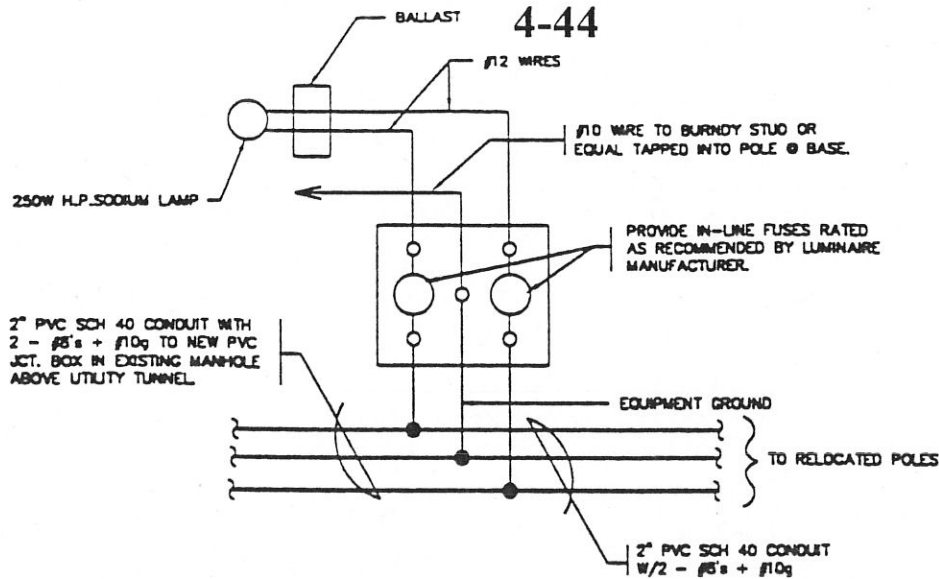 4-44
BALLAST
#12 WIRES
#10 WIRE TO BURNDY STUD OR
EQUAL TAPPED INTO POLE @ BASE.
250W H.P.SODIUM LAMP
PROVIDE IN-LINE FUSES RATED
AS RECOMMENDED BY LUMINAIRE
MANUFACTURER.
2" PVC SCH 40 CONDUIT WITH
2 - + #10g TO NEW PVC
JCT. BOX IN EXISTING MANHOLE
ABOVE UTILITY TUNNEL.
EQUIPMENT GROUND
TO RELOCATED POLES
2" PVC SCH 40 CONDUIT
W/2 - + #10g